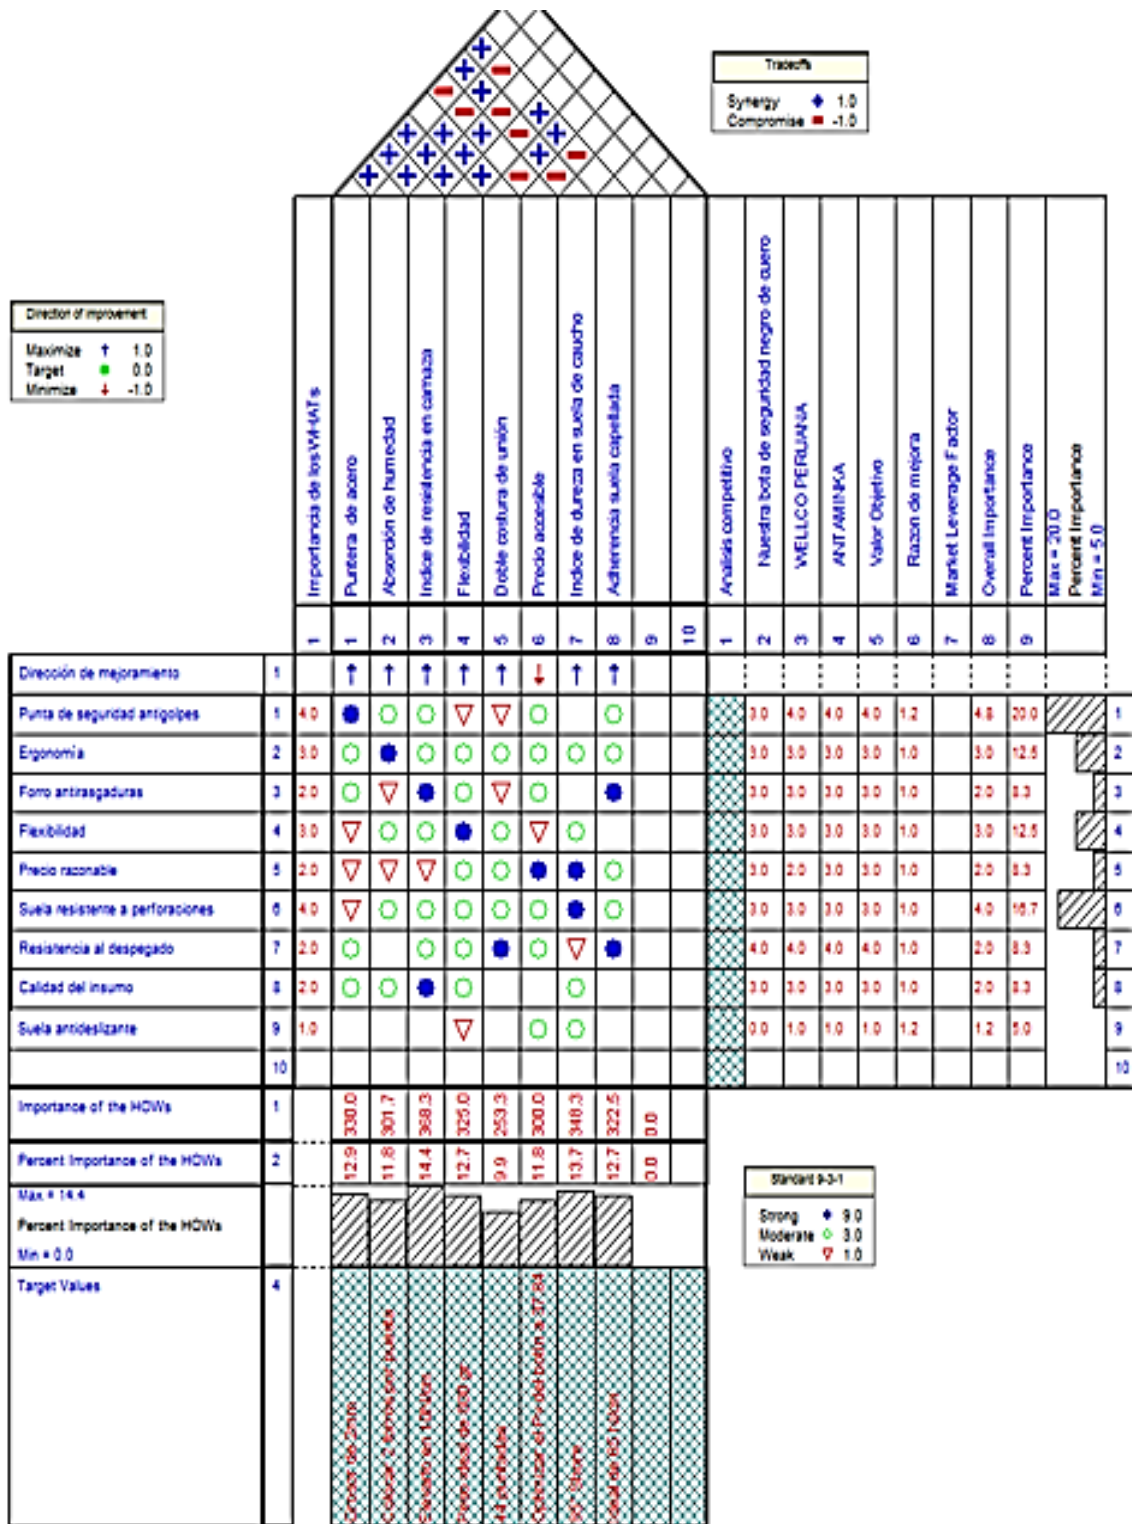 Tradeoffs
Synergy 1.0
Compromise -1.0
Direction of improvement
Maximize 1.0
Target 0.0
Minimize -1.0
Importancia de los WHATs
Puntera de acero
Absorción de humedad
Indice de resistencia en carnaza
Flexibilidad
Doble costura de unión
Precio accesible
Indice de dureza en suela de caucho
Adherencia suela capellada
Analisis competitivo
Nuestra bota de seguridad negro de cuero
WELLCO PERUANA
ANTAMINKA
Valor Objetivo
Razon de mejora
Market Leverage Factor
Overall Importance
Percent Importance
Max = 20.0
Percent Importance
Min = 5.0
1 1 2 3 4 5 6 7 8 9 10 1 2 3 4 5 6 7 8 9
Dirección de mejoramiento 1
Punta de seguridad antigolpes 1 4.0 3.0 4.0 4.0 4.0 1.2 4.8 20.0 1
Ergonomía 2 3.0 3.0 3.0 3.0 3.0 1.0 3.0 12.5 2
Forro antirasgaduras 3 2.0 3.0 3.0 3.0 3.0 1.0 2.0 8.3 3
Flexibilidad 4 3.0 3.0 3.0 3.0 3.0 1.0 3.0 12.5 4
Precio razonable 5 2.0 3.0 2.0 3.0 3.0 1.0 2.0 8.3 5
Suela resistente a perforaciones 6 4.0 3.0 3.0 3.0 3.0 1.0 4.0 16.7 6
Resistencia al despegado 7 2.0 4.0 4.0 4.0 4.0 1.0 2.0 8.3 7
Calidad del insumo 8 2.0 3.0 3.0 3.0 3.0 1.0 2.0 8.3 8
Suela antideslizante 9 1.0 0.0 1.0 1.0 1.0 1.2 1.2 5.0 9
10 10
Importance of the HOWs 1 330.0 301.7 368.3 325.0 253.3 300.0 348.3 322.5 0.0
Percent Importance of the HOWs 2 12.9 11.8 14.4 12.7 9.9 11.8 13.7 12.7 0.0
Max = 14.4
Percent Importance of the HOWs
Min = 0.0
Standard 9-3-1
Strong 9.0
Moderate 3.0
Weak 1.0
Target Values 4
44 puntadas